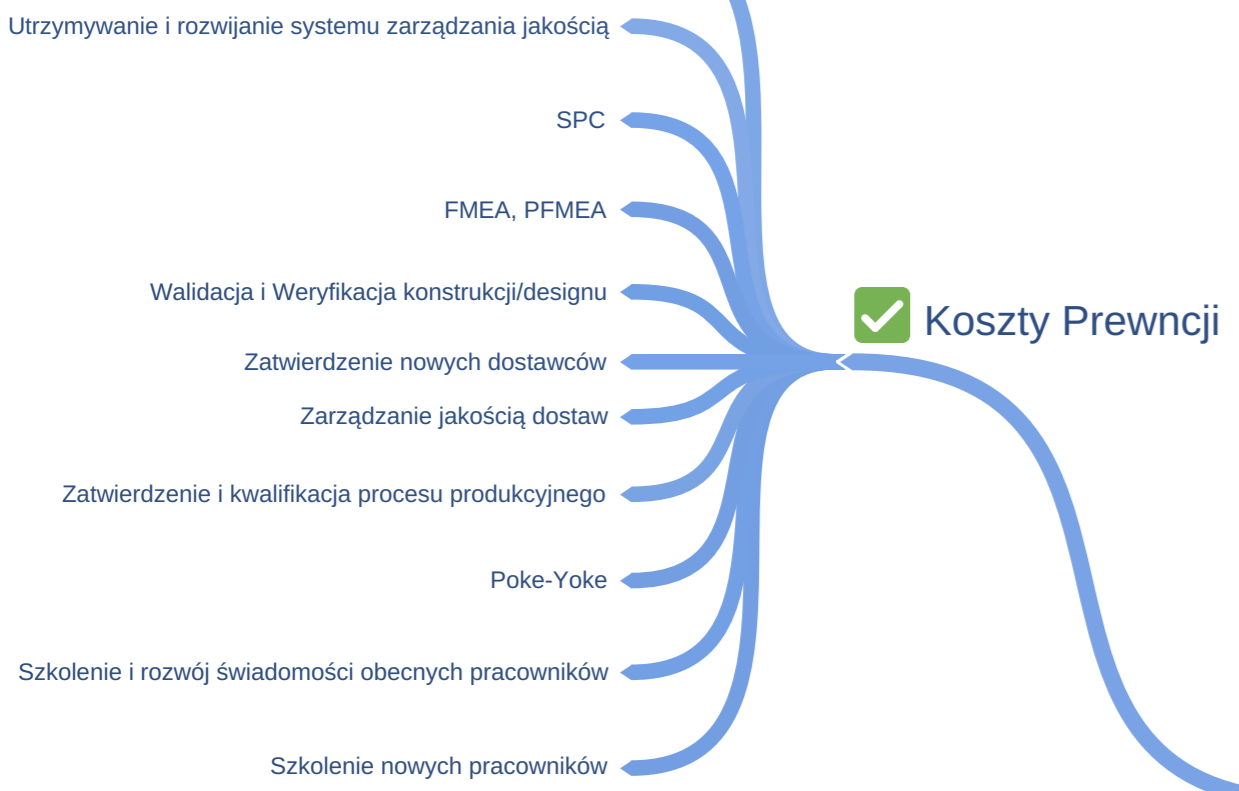 Utrzymywanie i rozwijanie systemu zarządzania jakością
SPC
FMEA, PFMEA
Walidacja i Weryfikacja konstrukcji/designu
Zatwierdzenie nowych dostawców
Zarządzanie jakością dostaw
Zatwierdzenie i kwalifikacja procesu produkcyjnego
Poke-Yoke
Szkolenie i rozwój świadomości obecnych pracowników
Szkolenie nowych pracowników
Koszty Prewncji